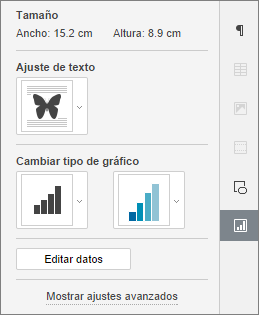 Tamaño
Ancho: 15.2 cm Altura: 8.9 cm
Ajuste de texto
Cambiar tipo de gráfico
Editar datos
Mostrar ajustes avanzados